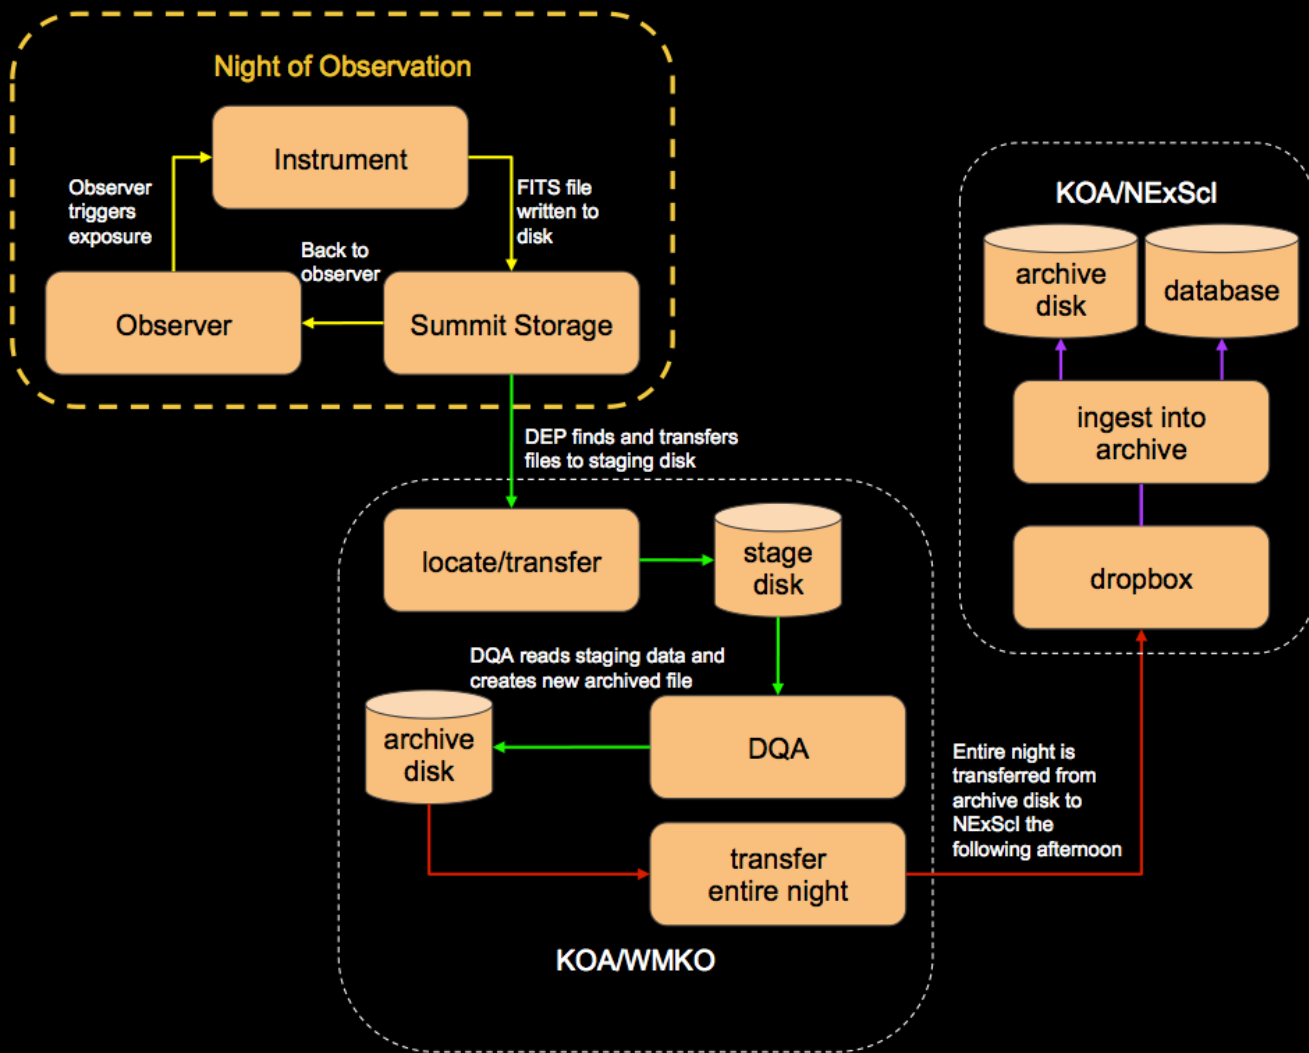 Night of Observation
Instrument
Observer
triggers
exposure
FITS file
written to
disk
Back to
observer
Observer
Summit Storage
DEP finds and transfers
files to staging disk
locate/transfer
stage
disk
DQA reads staging data and
creates new archived file
archive
disk
DQA
transfer
entire night
KOA/WMKO
Entire night is
transferred from
archive disk to
NExScI the
following afternoon
KOA/NExScI
archive
disk
database
ingest into
archive
dropbox